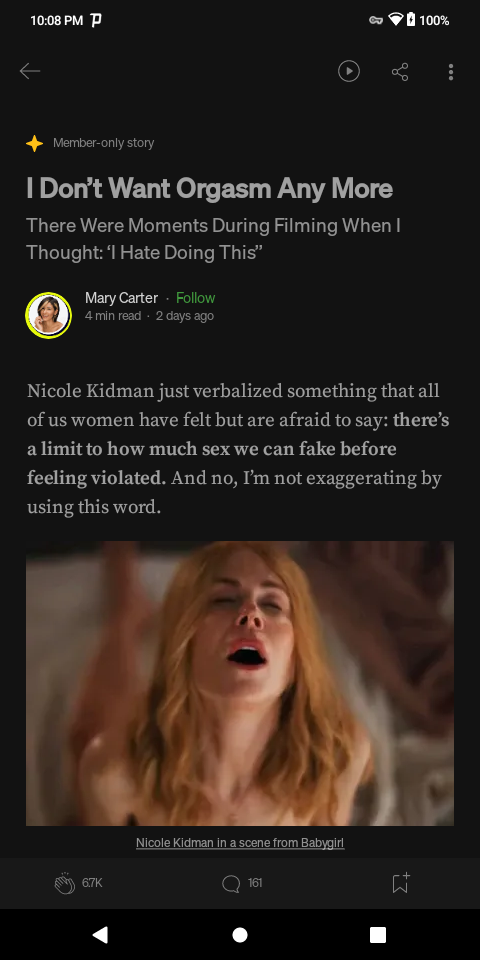 10:08 PM
100%
Member-only story
I Don’t Want Orgasm Any More
There Were Moments During Filming When I
Thought: ‘I Hate Doing This”
Mary Carter · Follow
4 min read · 2 days ago
Nicole Kidman just verbalized something that all
of us women have felt but are afraid to say: there’s
a limit to how much sex we can fake before
feeling violated. And no, I’m not exaggerating by
using this word.
Nicole Kidman in a scene from Babygirl
6.7K
161